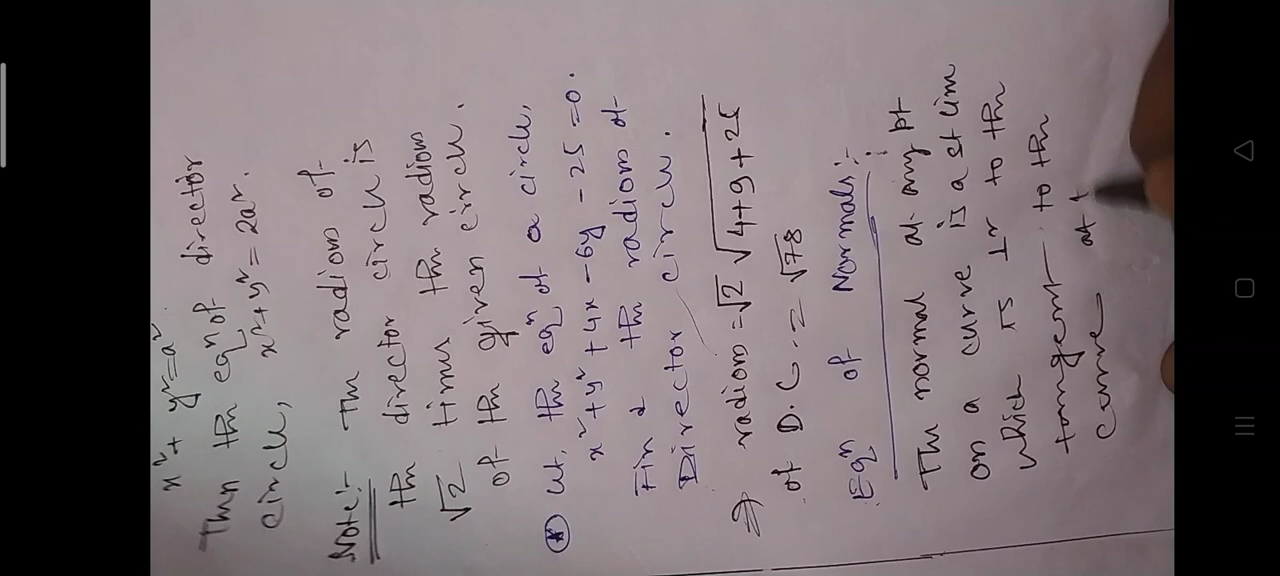 x² + y² = a².
Then the eqn of director
circle, x² + y² = 2a².
Note:- The radius of
the director circle is
√2 times the radius
of the given circle.
* Let, the eqn of a circle,
x² + y² + 4x - 6y - 25 = 0.
Find the radius of
Director circle.
⇒ radius = √2 √4+9+25
of D.C. = √78
Eqn of Normals:-
The normal at any pt
on a curve is a st line
which is ⊥r to the
tangent to the
curve at t